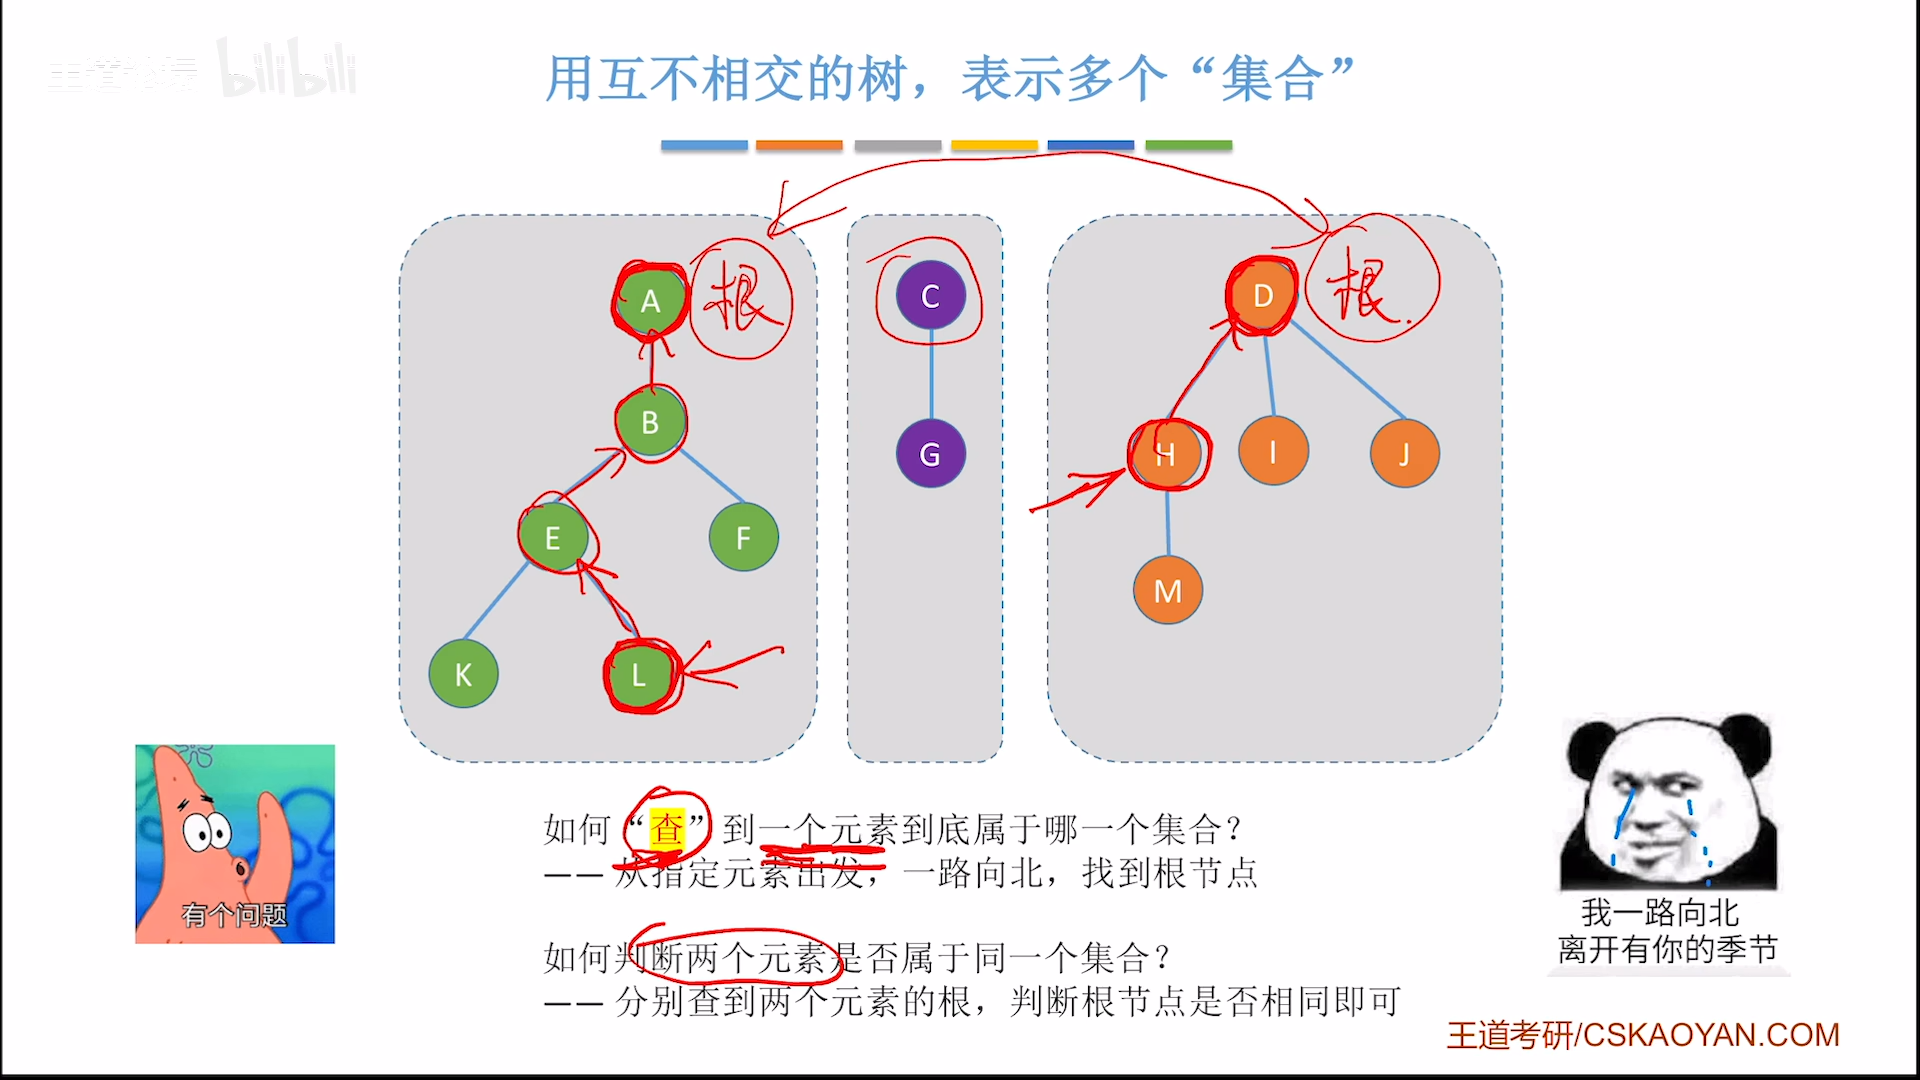 王道论坛 bilibili
用互不相交的树，表示多个“集合”
A 根 C D 根
B
G H I J
E F
M
K L
如何“查”到一个元素到底属于哪一个集合？
—— 从指定元素出发，一路向北，找到根节点
有个问题
我一路向北
离开有你的季节
如何判断两个元素是否属于同一个集合？
—— 分别查到两个元素的根，判断根节点是否相同即可
王道考研/CSKAOYAN.COM